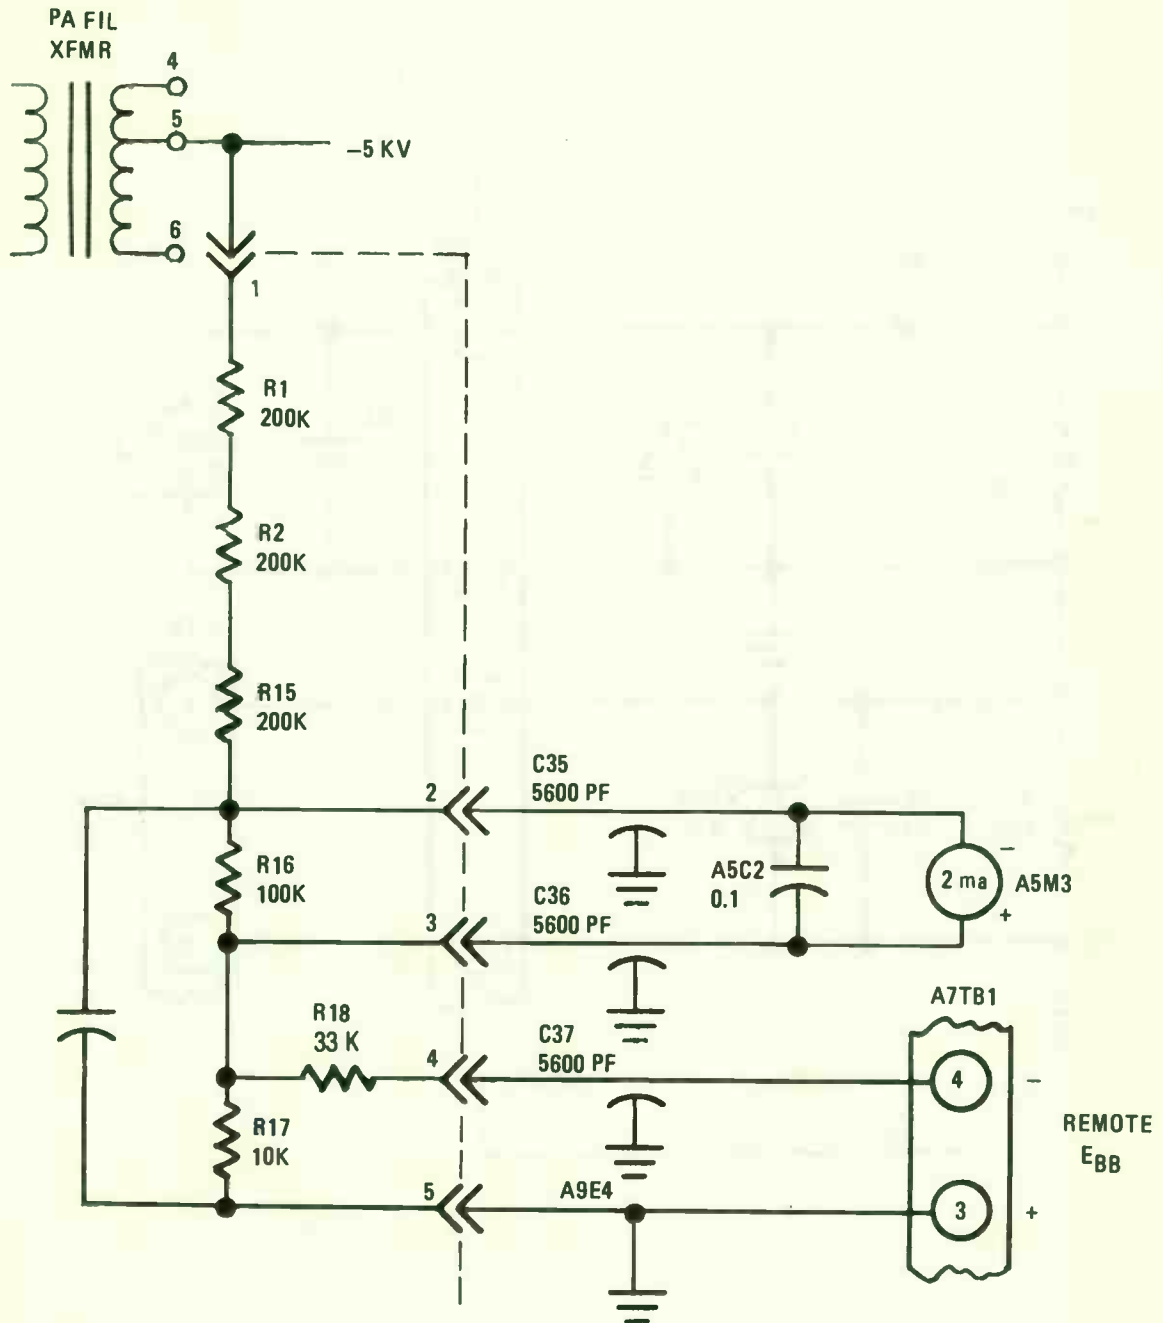 PA FIL
XFMR
4
5
-5 KV
6
1
R1
200K
R2
200K
R15
200K
2
C35
5600 PF
R16
100K
A5C2
0.1
-
2 ma
A5M3
+
3
C36
5600 PF
R18
33 K
4
C37
5600 PF
A7TB1
4
-
R17
10K
REMOTE
EBB
5
A9E4
3
+